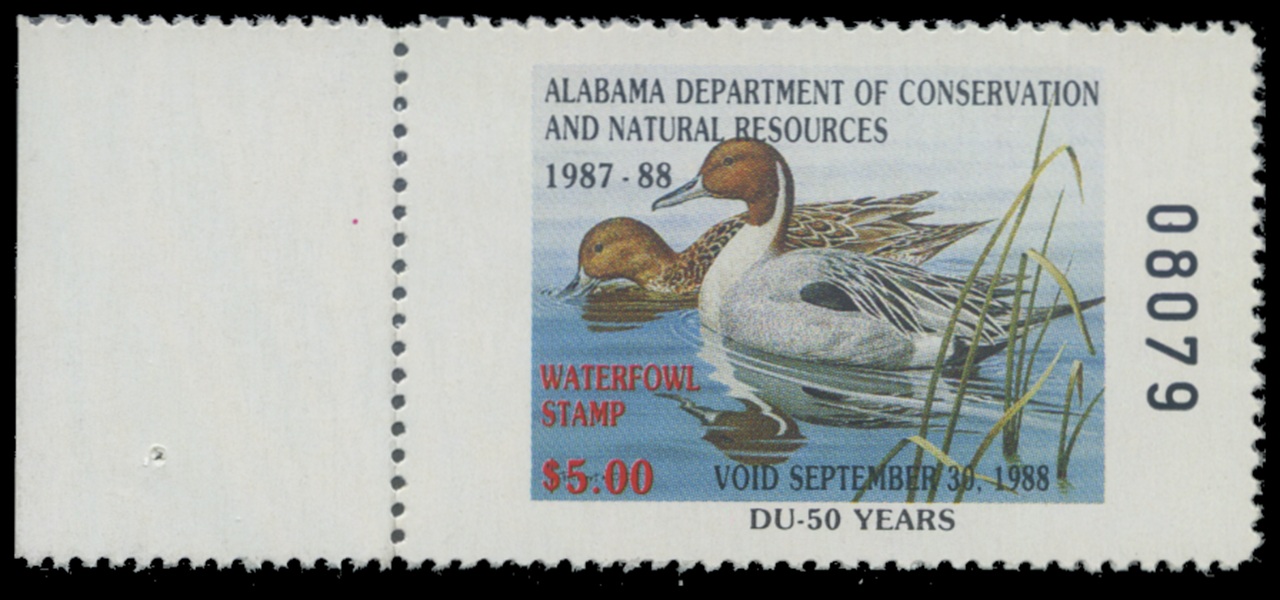 ALABAMA DEPARTMENT OF CONSERVATION
AND NATURAL RESOURCES
1987 - 88
WATERFOWL
STAMP
$5.00
VOID SEPTEMBER 30, 1988
DU-50 YEARS
08079